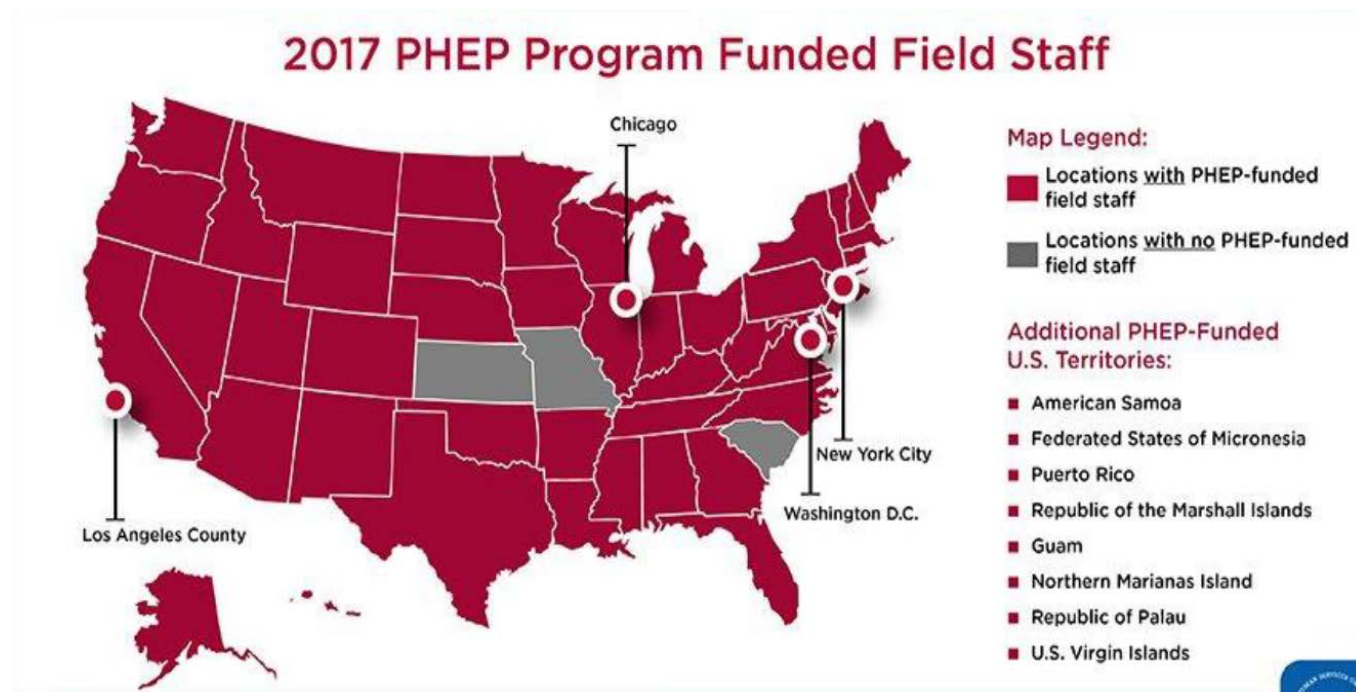 2017 PHEP Program Funded Field Staff
Chicago
Map Legend:
Locations with PHEP-funded
field staff
Locations with no PHEP-funded
field staff
Additional PHEP-Funded
U.S. Territories:
American Samoa
Federated States of Micronesia
Puerto Rico
Republic of the Marshall Islands
Guam
Northern Marianas Island
Republic of Palau
U.S. Virgin Islands
New York City
Washington D.C.
Los Angeles County